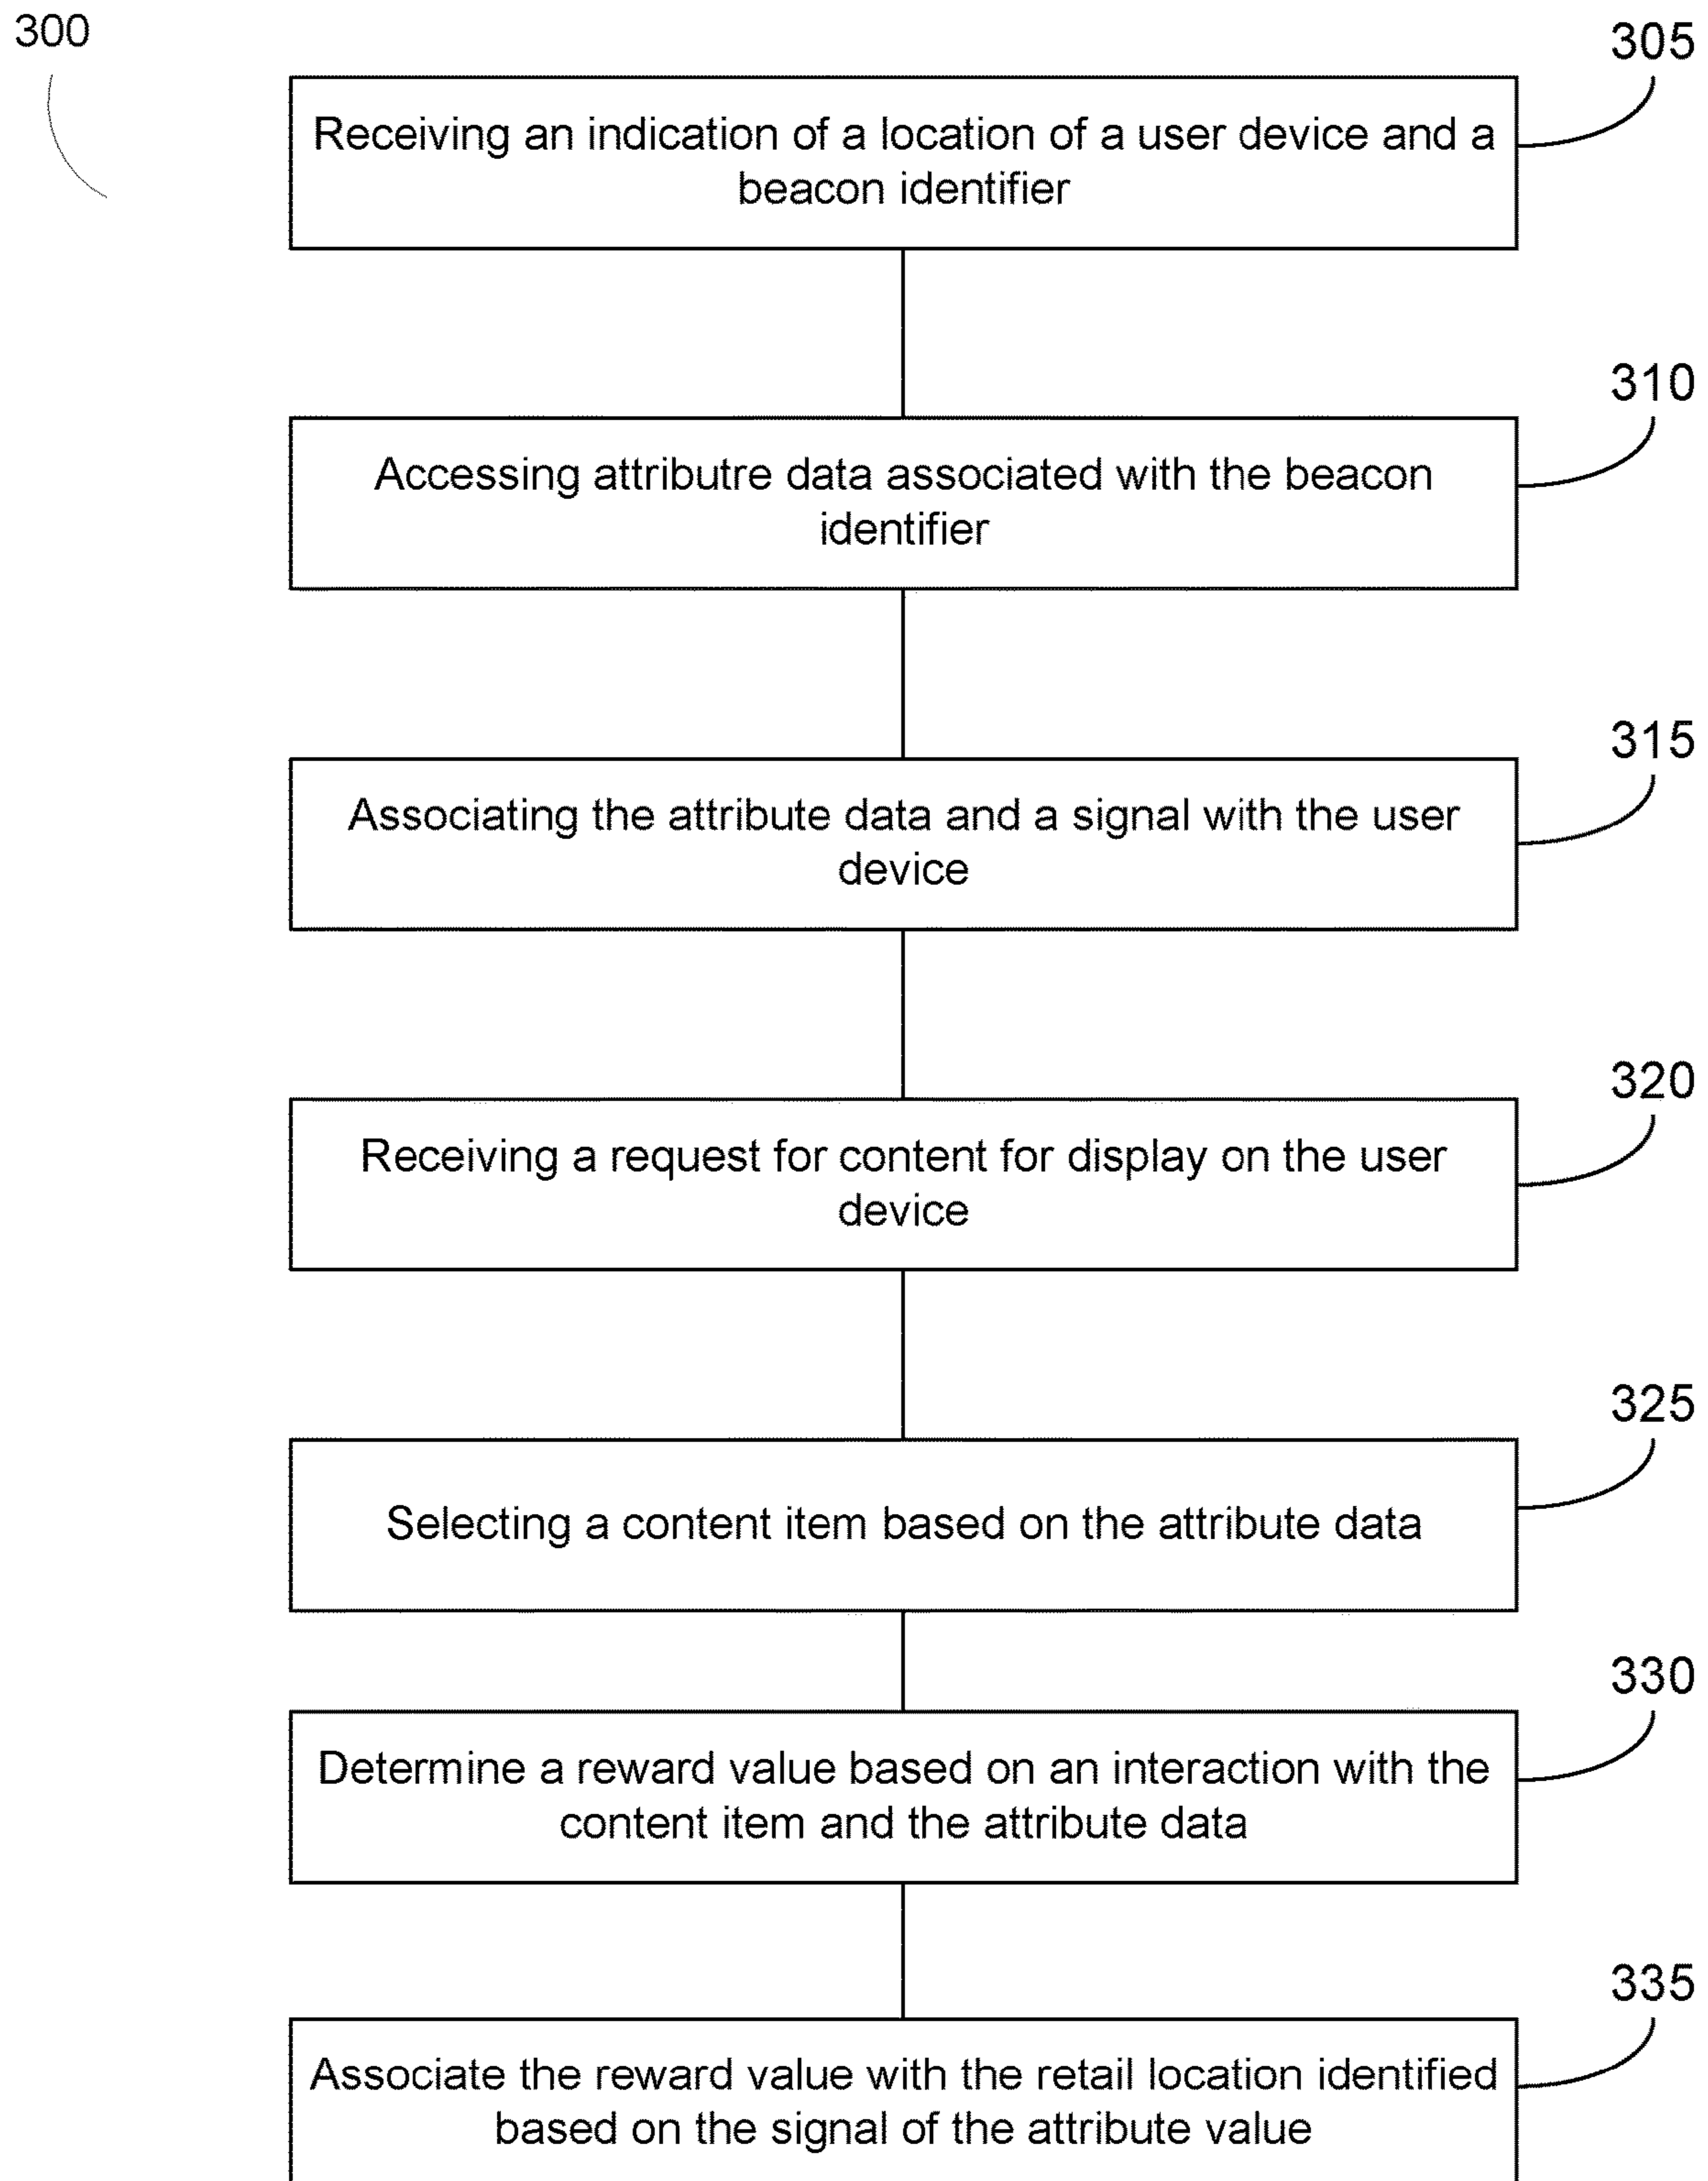 300
305
Receiving an indication of a location of a user device and a
beacon identifier
310
Accessing attributre data associated with the beacon
identifier
315
Associating the attribute data and a signal with the user
device
320
Receiving a request for content for display on the user
device
325
Selecting a content item based on the attribute data
330
Determine a reward value based on an interaction with the
content item and the attribute data
335
Associate the reward value with the retail location identified
based on the signal of the attribute value